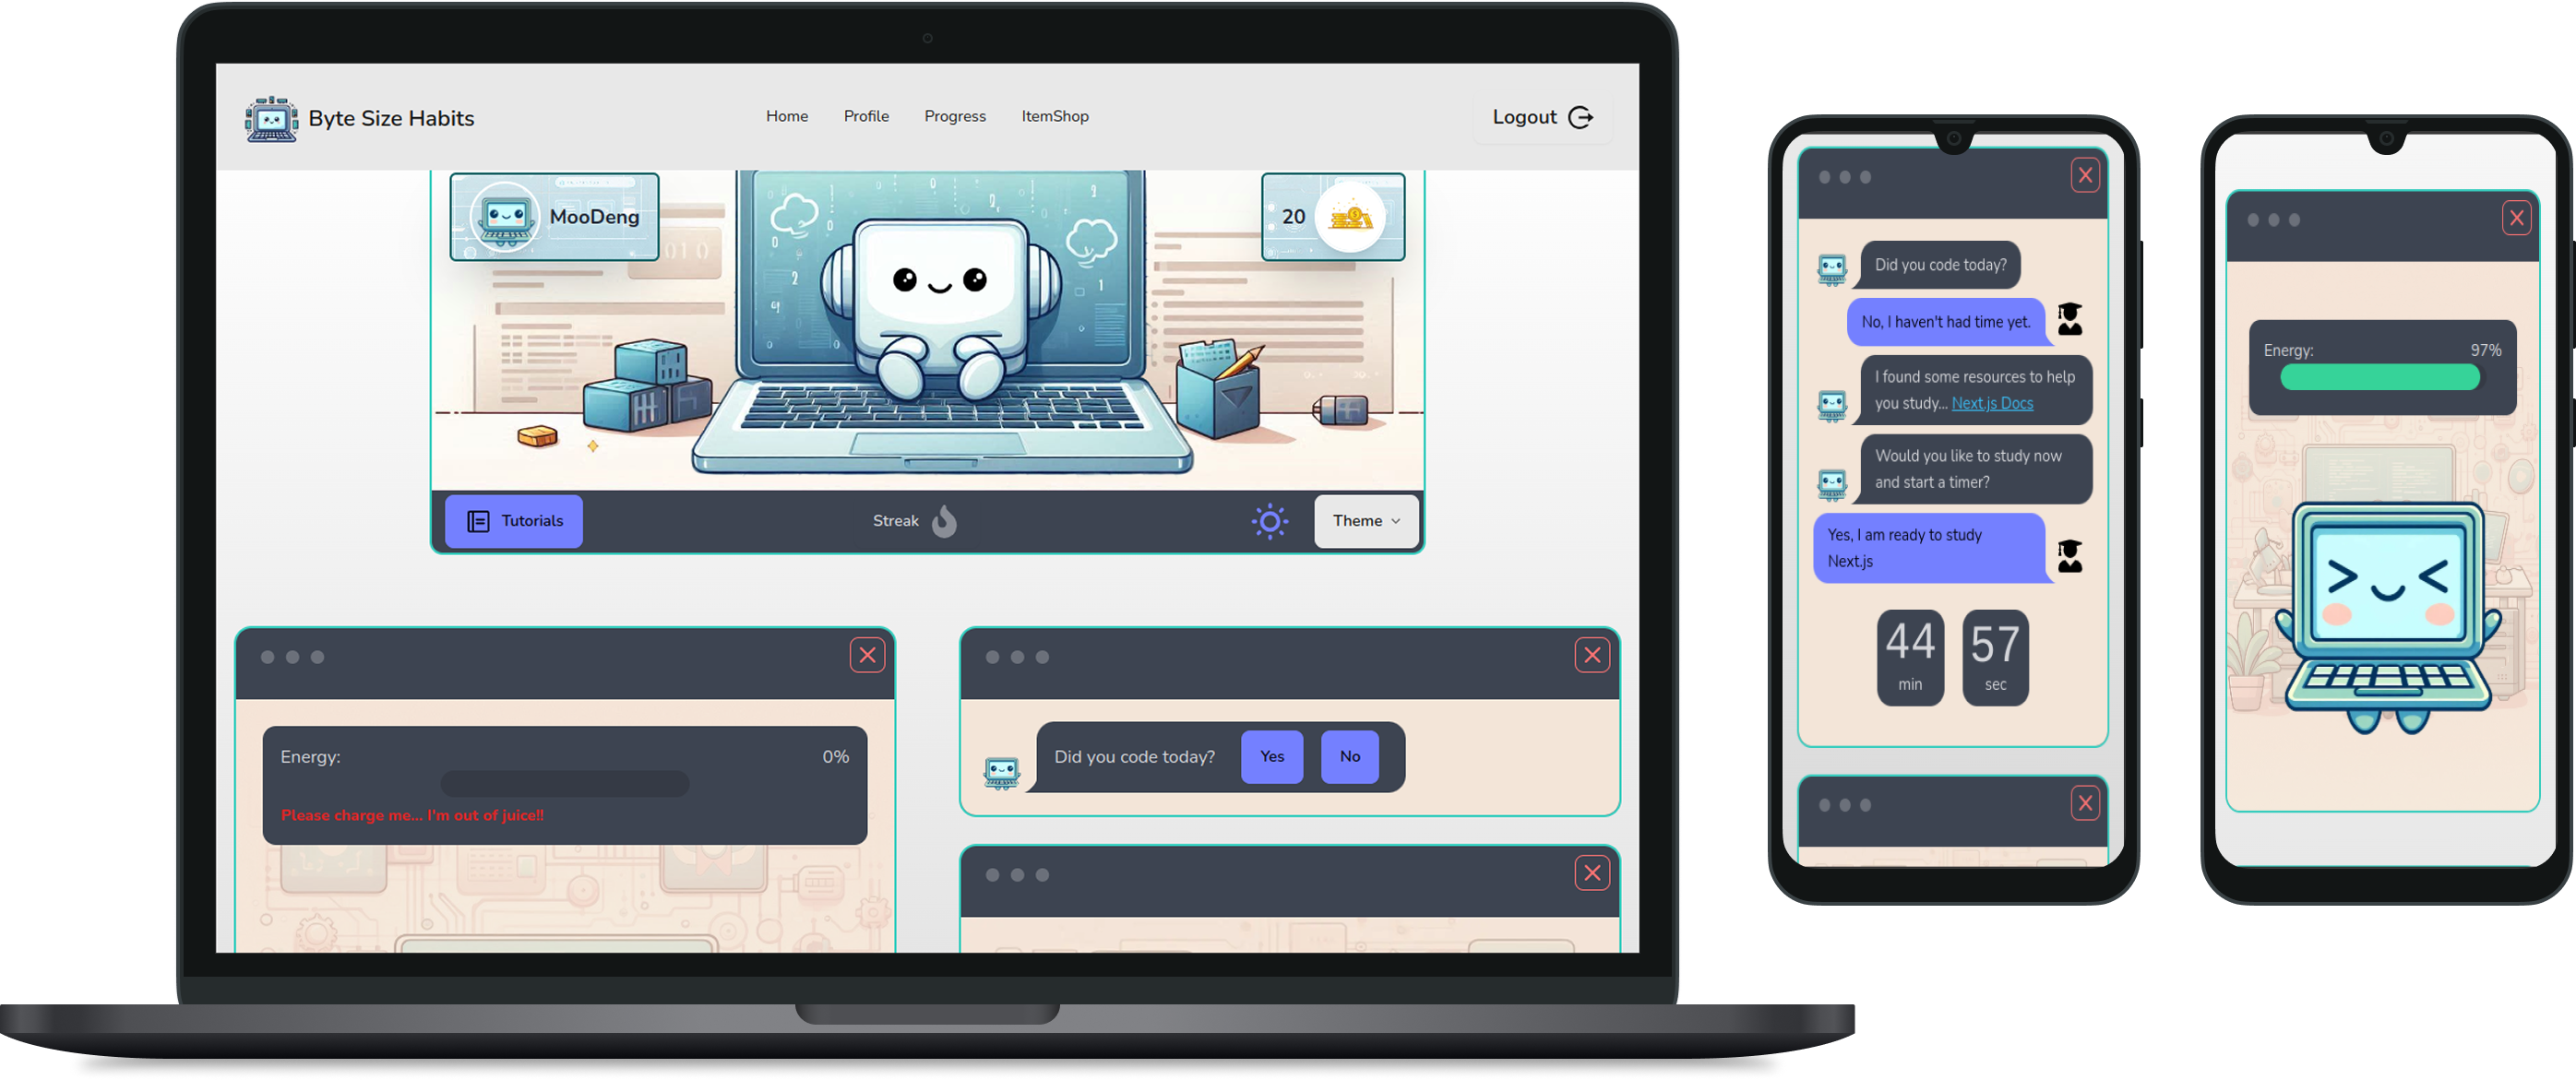 Byte Size Habits
Home
Profile
Progress
ItemShop
Logout
MooDeng
20
Tutorials
Streak
Theme
Energy:
0%
Please charge me... I'm out of juice!!
Did you code today?
Yes
No
Did you code today?
No, I haven't had time yet.
I found some resources to help
you study... Next.js Docs
Would you like to study now
and start a timer?
Yes, I am ready to study
Next.js
44
57
min
sec
Energy:
97%